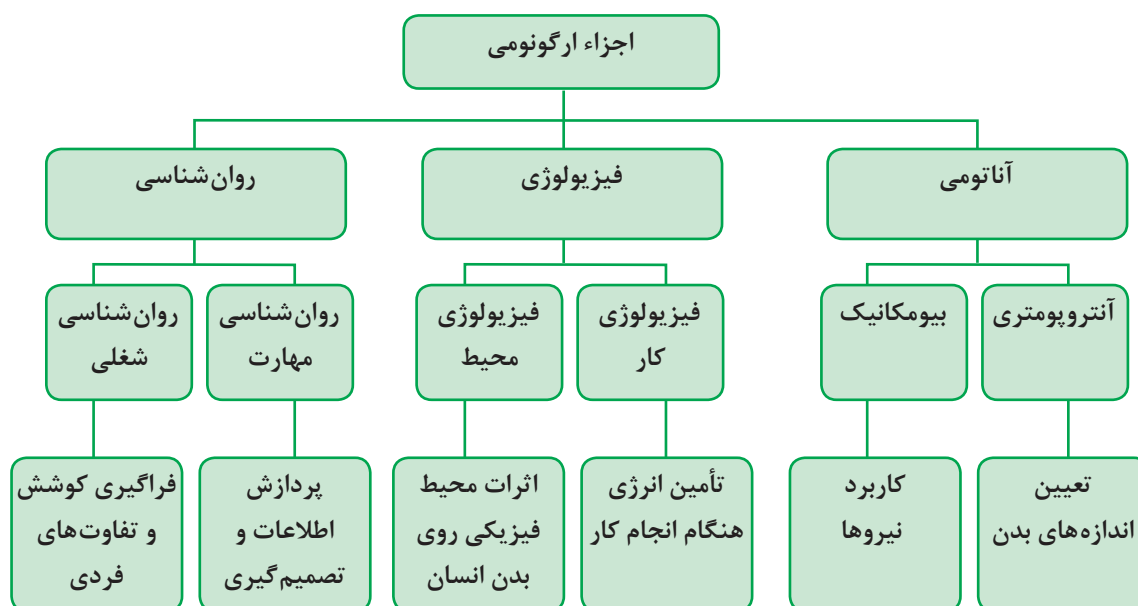 اجزاء ارگونومی
آناتومی
فیزیولوژی
روان‌شناسی
آنتروپومتری
بیومکانیک
فیزیولوژی
کار
فیزیولوژی
محیط
روان‌شناسی
مهارت
روان‌شناسی
شغلی
تعیین
اندازه‌های بدن
کاربرد
نیروها
تأمین انرژی
هنگام انجام کار
اثرات محیط
فیزیکی روی
بدن انسان
پردازش
اطلاعات و
تصمیم‌گیری
فراگیری کوشش
و تفاوت‌های
فردی